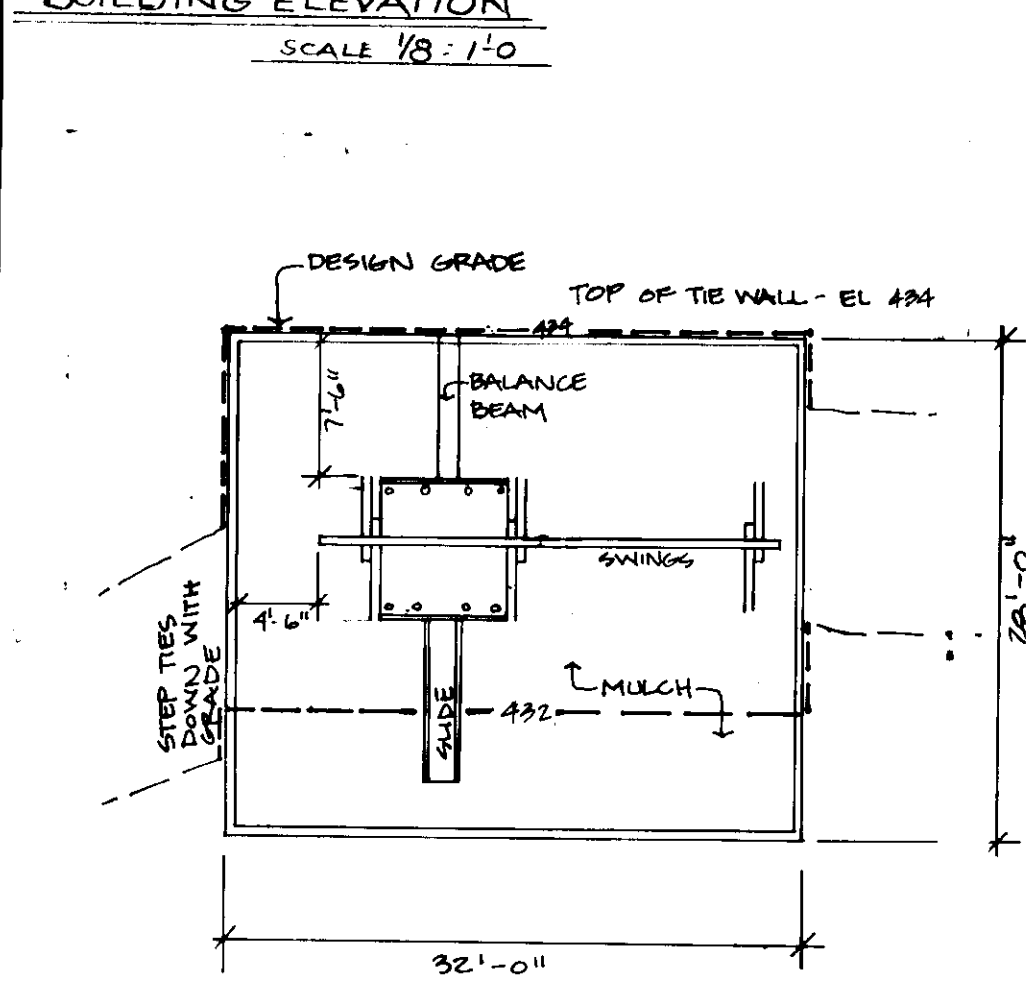 BUILDING ELEVATION
SCALE 1/8 : 1'-0
DESIGN GRADE
TOP OF TIE WALL - EL 434
434
BALANCE
BEAM
7'-6"
SWINGS
28'-0"
4'-6"
STEP TIES
DOWN WITH
GRADE
MULCH
432
SLIDE
32'-0"